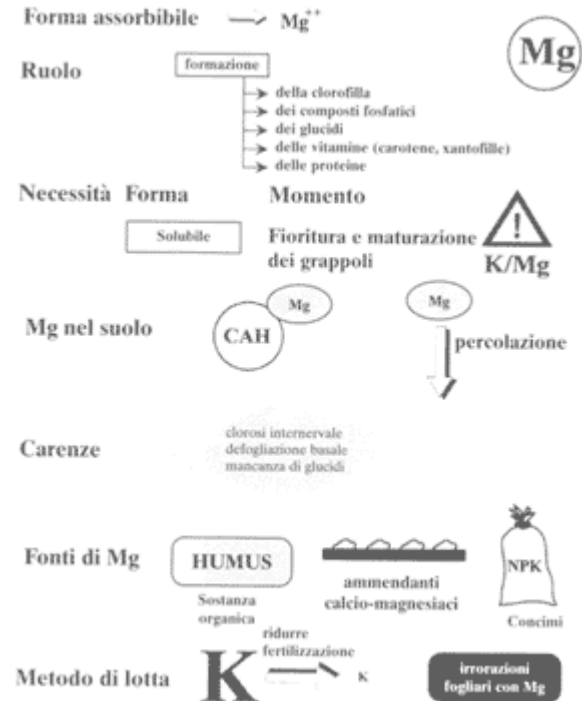 Forma assorbibile Mg++
Mg
Ruolo
formazione
della clorofilla
dei composti fosfatici
dei glucidi
delle vitamine (carotene, xantofille)
delle proteine
Necessità Forma Momento
Solubile
Fioritura e maturazione
dei grappoli
!
K/Mg
Mg nel suolo
CAH
Mg
Mg
percolazione
Carenze
clorosi internervale
defogliazione basale
mancanza di glucidi
Fonti di Mg
HUMUS
Sostanza
organica
ammendanti
calcio-magnesiaci
NPK
Concimi
Metodo di lotta
K
ridurre
fertilizzazione
K
irrorazioni
fogliari con Mg